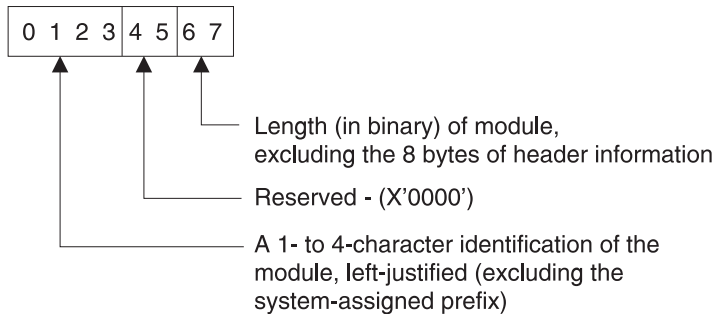 0 1 2 3 4 5 6 7
Length (in binary) of module,
excluding the 8 bytes of header information
Reserved - (X'0000')
A 1- to 4-character identification of the
module, left-justified (excluding the
system-assigned prefix)